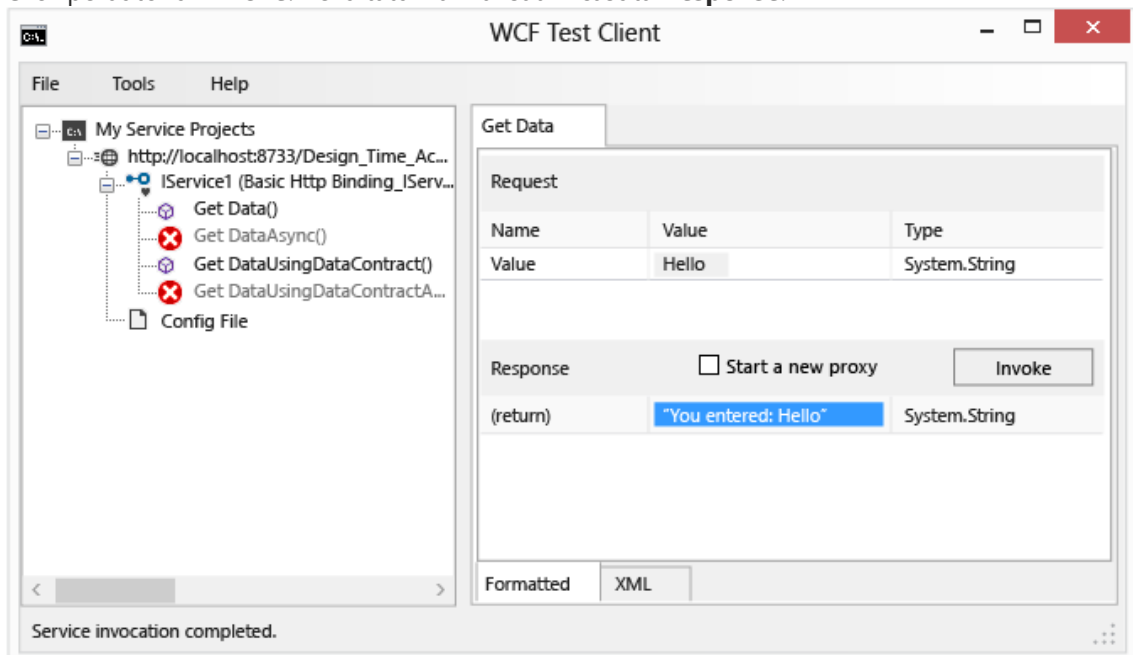 WCF Test Client
File Tools Help
My Service Projects
http://localhost:8733/Design_Time_Ac...
IService1 (Basic Http Binding_IServ...
Get Data()
Get DataAsync()
Get DataUsingDataContract()
Get DataUsingDataContractA...
Config File
Get Data
Request
Name Value Type
Value Hello System.String
Response Start a new proxy Invoke
(return) "You entered: Hello" System.String
Formatted XML
Service invocation completed.